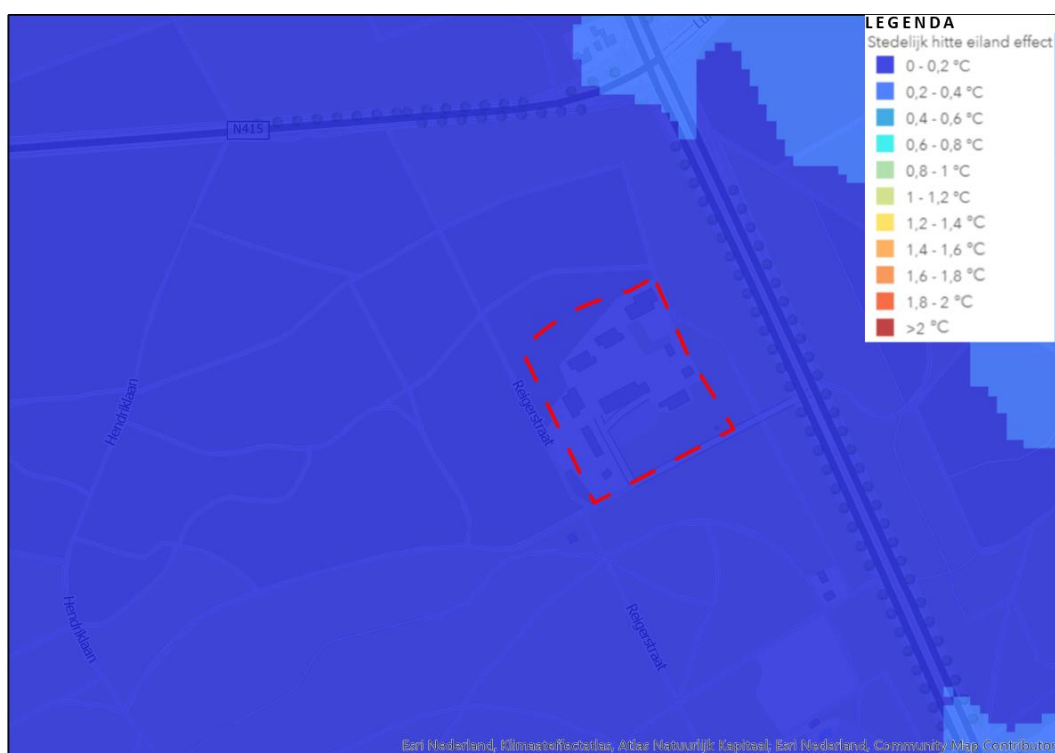 LEGENDA
Stedelijk hitte eiland effect
0 - 0,2 °C
0,2 - 0,4 °C
0,4 - 0,6 °C
0,6 - 0,8 °C
0,8 - 1 °C
1 - 1,2 °C
1,2 - 1,4 °C
1,4 - 1,6 °C
1,6 - 1,8 °C
1,8 - 2 °C
>2 °C
N415
Hendriklaan
Reigerstraat
Hendriklaan
Reigerstraat
Esri Nederland, Klimaateffectatlas, Atlas Natuurlijk Kapitaal; Esri Nederland, Community Map Contributor